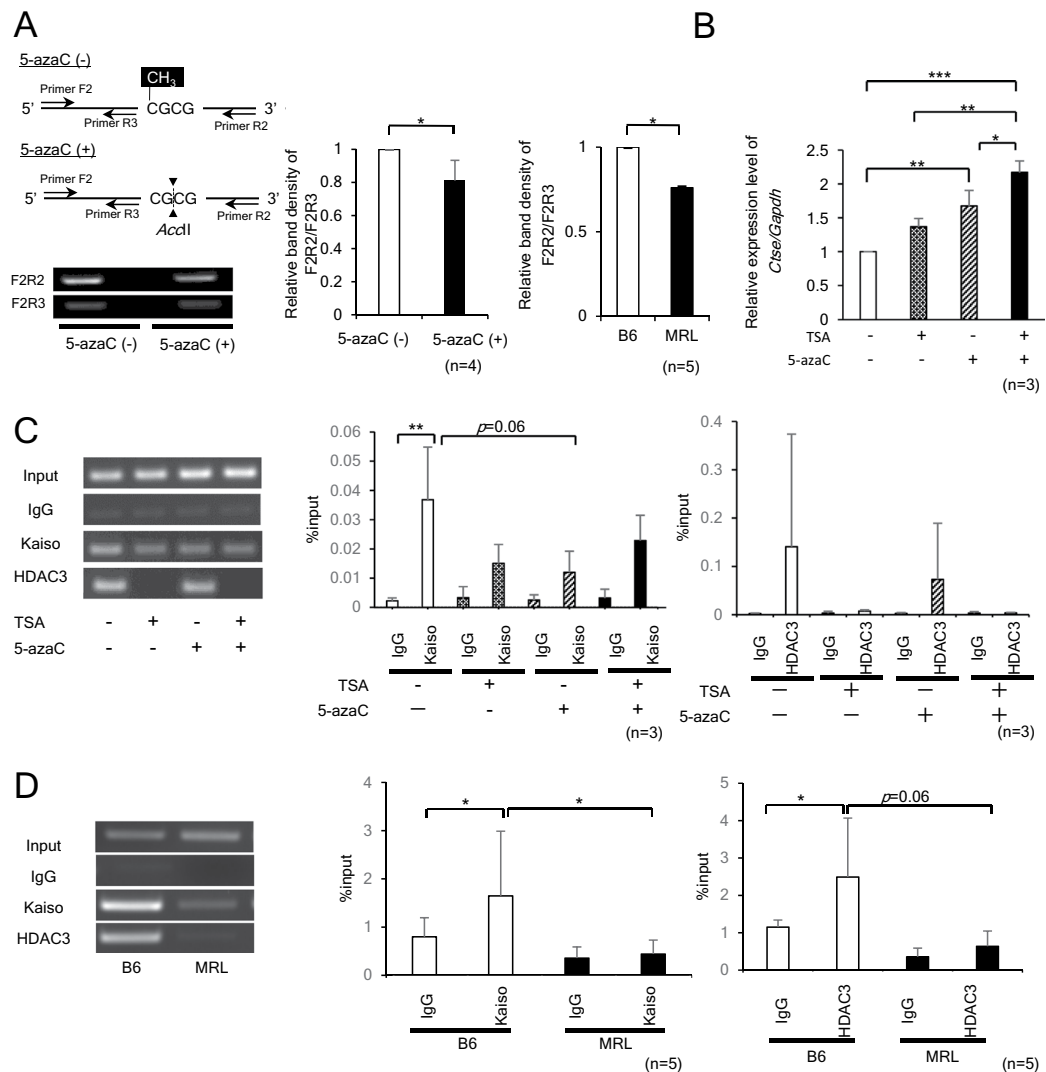 A
5-azaC (-)
CH3
Primer F2
5’ CGCG 3’
Primer R3 Primer R2
5-azaC (+)
Primer F2
5’ CGCG 3’
Primer R3 Primer R2
AccII
F2R2
F2R3
5-azaC (-) 5-azaC (+)
Relative band density of
F2R2/F2R3
1
0.8
0.6
0.4
0.2
0
*
5-azaC (-) 5-azaC (+)
(n=4)
Relative band density of
F2R2/F2R3
1
0
*
B6 MRL
(n=5)
B
Relative expression level of
Ctse/Gapdh
2.5
2
1.5
1
0.5
0
***
**
**
*
TSA - + - +
5-azaC - - + +
(n=3)
C
Input
IgG
Kaiso
HDAC3
TSA - + - +
5-azaC - - + +
%input
0.06
0.05
0.04
0.03
0.02
0.01
0
**
p=0.06
IgG Kaiso IgG Kaiso IgG Kaiso IgG Kaiso
TSA - + - +
5-azaC — - + +
(n=3)
%input
0.4
0.3
0.2
0.1
0.0
IgG HDAC3 IgG HDAC3 IgG HDAC3 IgG HDAC3
TSA — + — +
5-azaC — — + +
(n=3)
D
Input
IgG
Kaiso
HDAC3
B6 MRL
%input
4
3
2
1
0
*
*
IgG Kaiso IgG Kaiso
B6 MRL
(n=5)
%input
5
4
3
2
1
0
*
p=0.06
IgG HDAC3 IgG HDAC3
B6 MRL
(n=5)